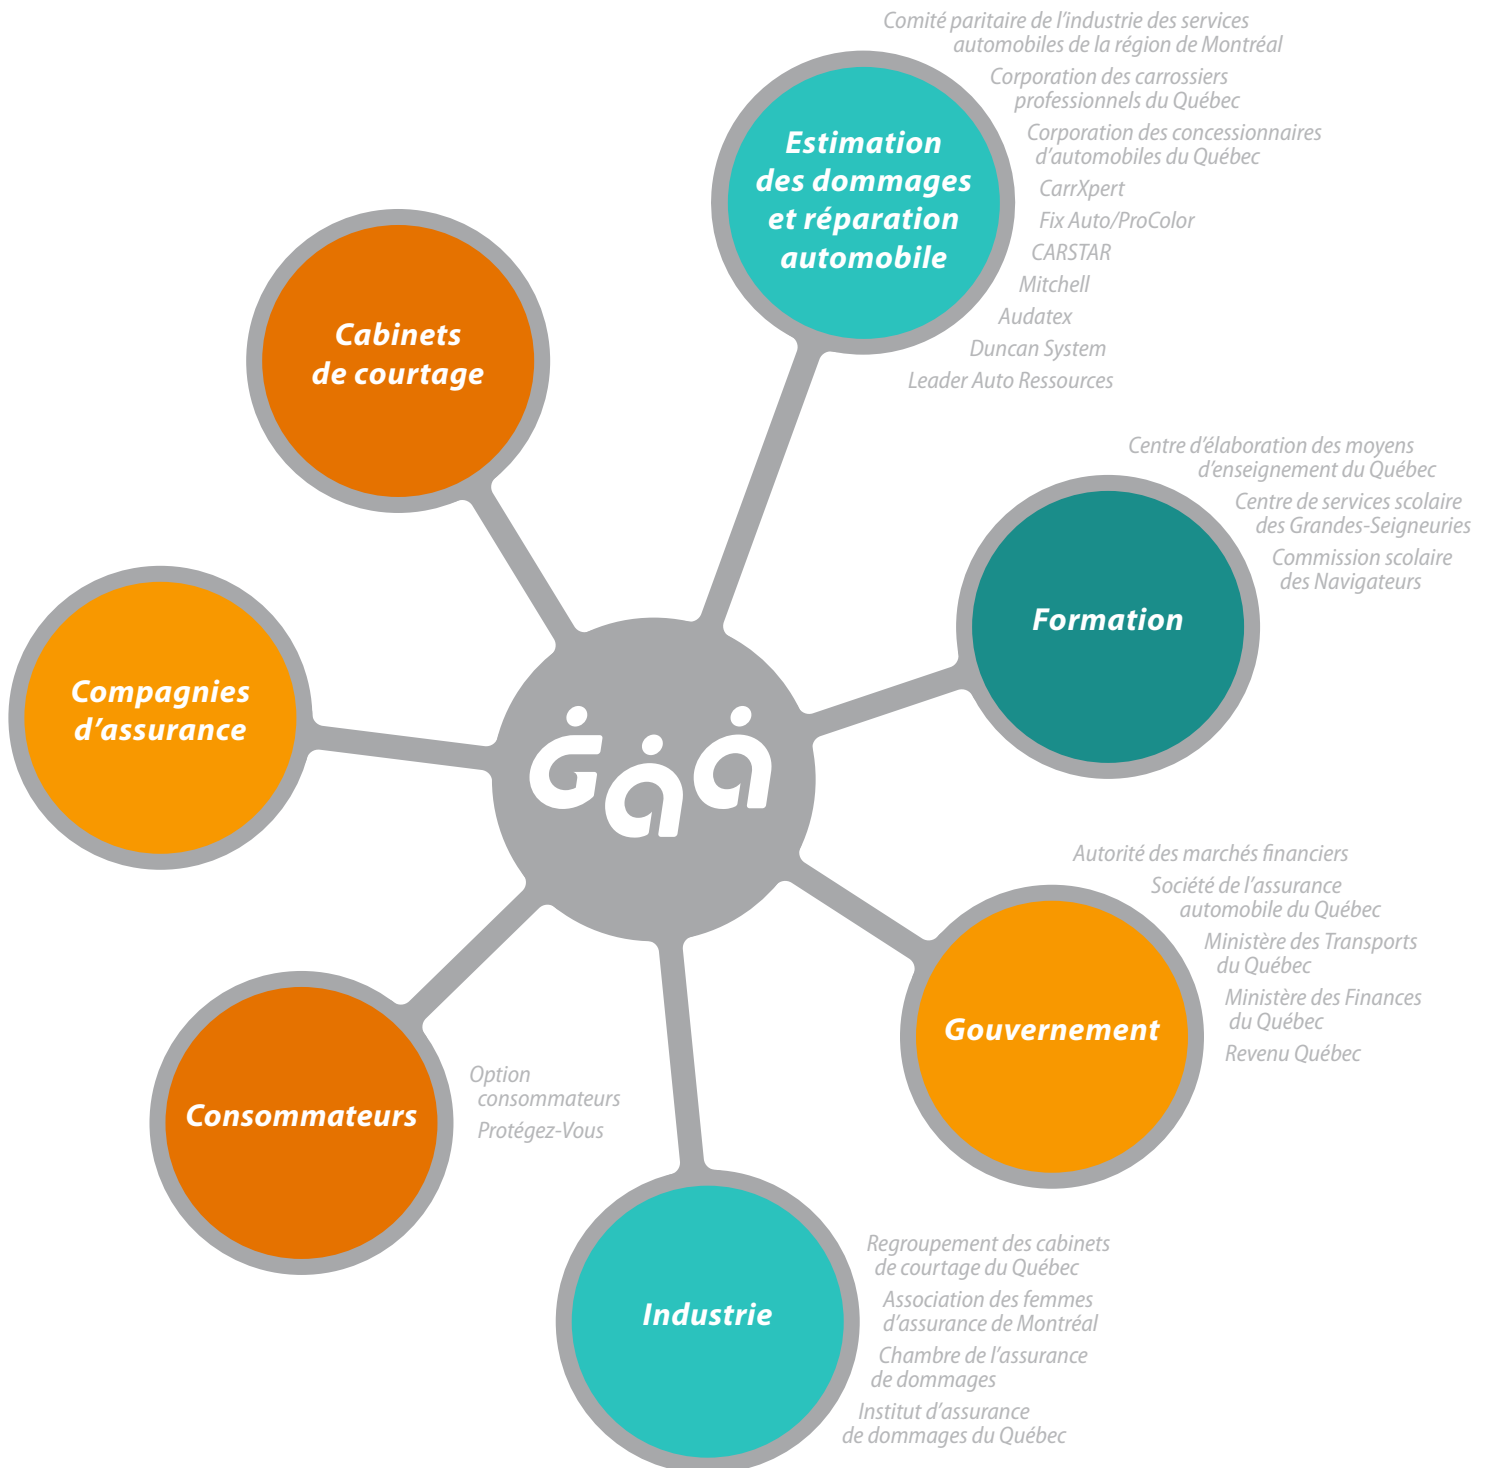 Comité paritaire de l’industrie des services
automobiles de la région de Montréal
Corporation des carrossiers
professionnels du Québec
Corporation des concessionnaires
d’automobiles du Québec
CarrXpert
Fix Auto/ProColor
CARSTAR
Mitchell
Audatex
Duncan System
Leader Auto Ressources
Estimation
des dommages
et réparation
automobile
Cabinets
de courtage
Centre d’élaboration des moyens
d’enseignement du Québec
Centre de services scolaire
des Grandes-Seigneuries
Commission scolaire
des Navigateurs
Formation
Compagnies
d’assurance
GAA
Autorité des marchés financiers
Société de l’assurance
automobile du Québec
Ministère des Transports
du Québec
Ministère des Finances
du Québec
Revenu Québec
Gouvernement
Consommateurs
Option
consommateurs
Protégez-Vous
Industrie
Regroupement des cabinets
de courtage du Québec
Association des femmes
d’assurance de Montréal
Chambre de l’assurance
de dommages
Institut d’assurance
de dommages du Québec